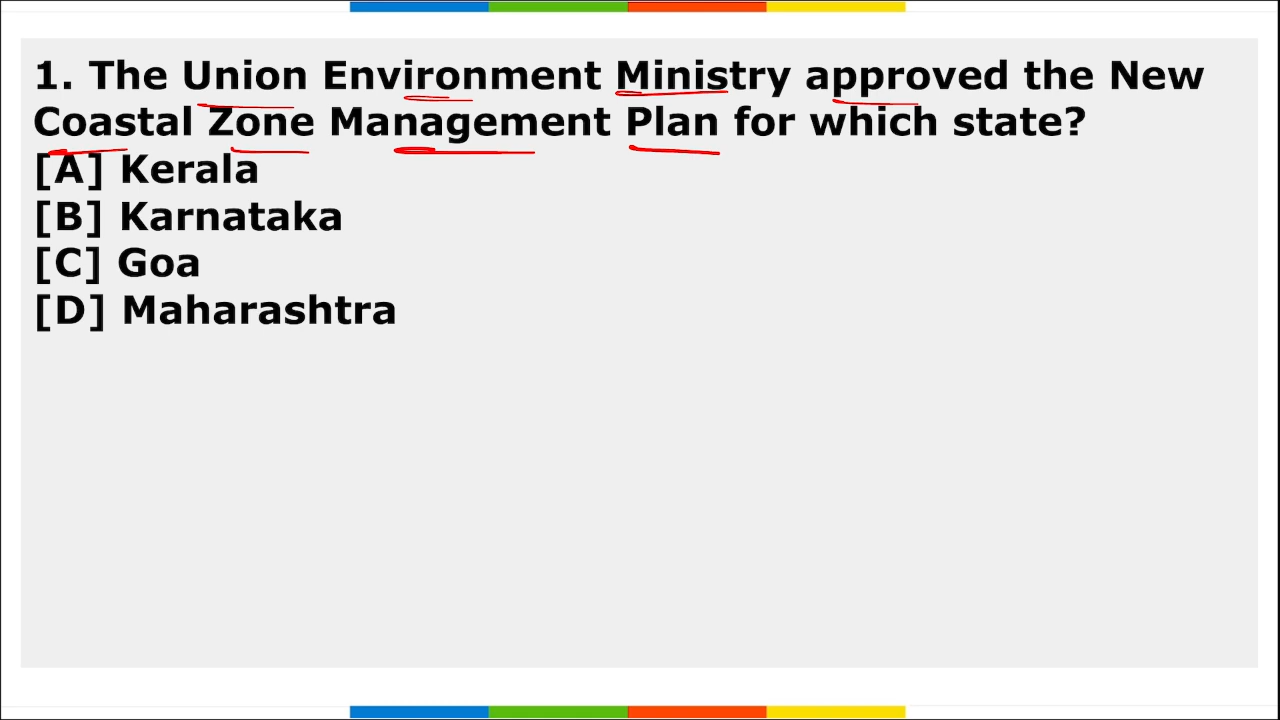 1. The Union Environment Ministry approved the New
Coastal Zone Management Plan for which state?
[A] Kerala
[B] Karnataka
[C] Goa
[D] Maharashtra